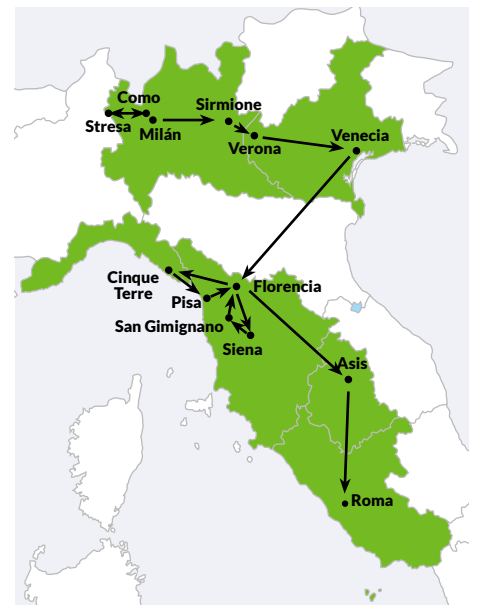 Como
Sirmione
Stresa
Milán
Verona
Venecia
Cinque
Terre
Florencia
Pisa
San Gimignano
Siena
Asis
Roma